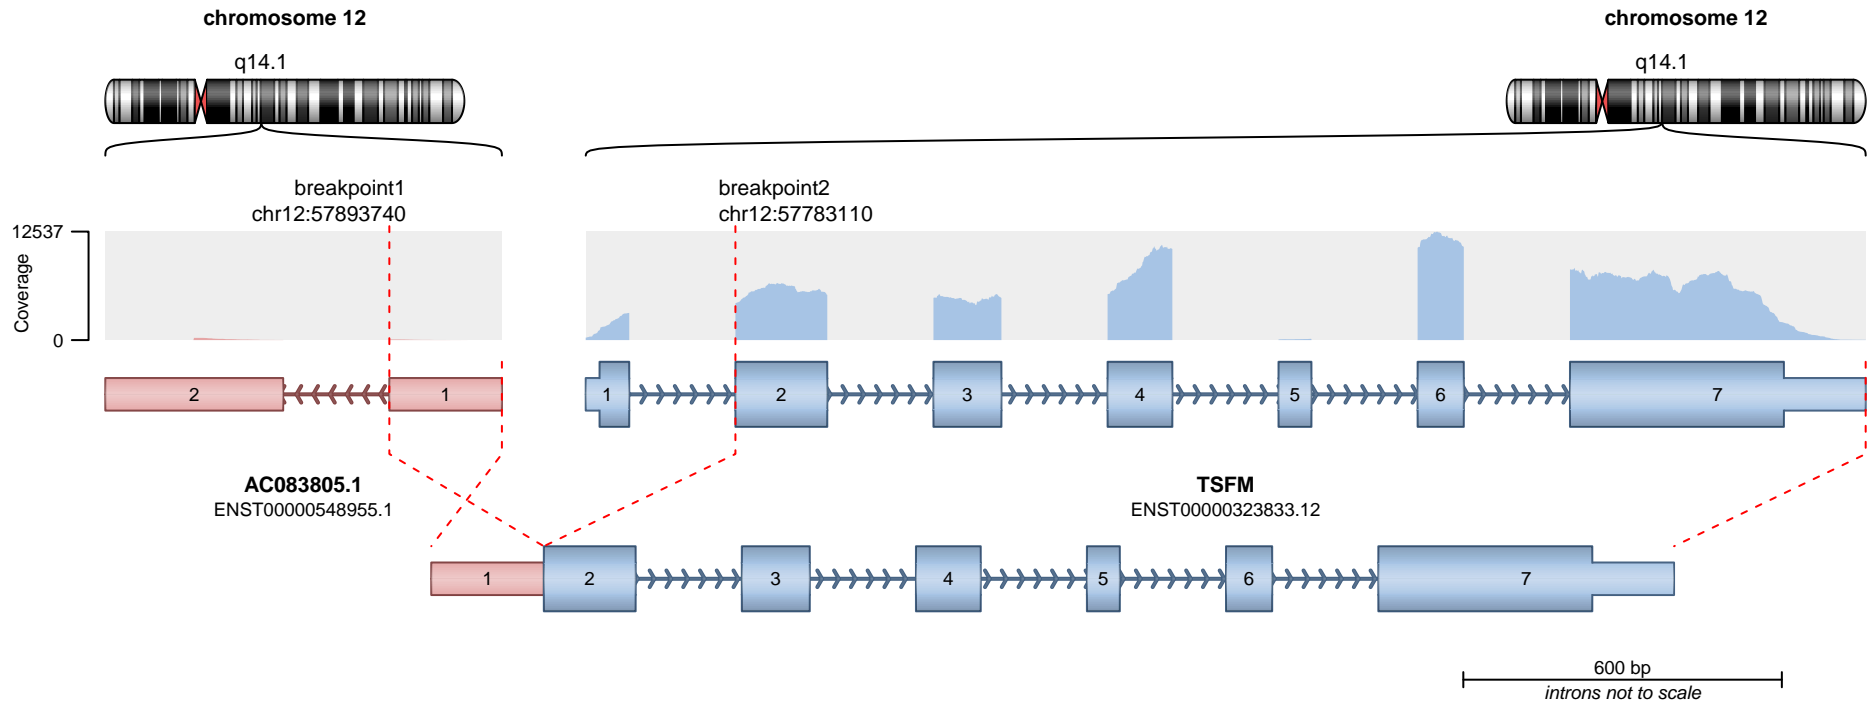 chromosome 12
chromosome 12
q14.1
q14.1
breakpoint1
chr12:57893740
breakpoint2
chr12:57783110
12537
Coverage
0
2
1
1
2
3
4
5
6
7
AC083805.1
ENST00000548955.1
TSFM
ENST00000323833.12
1
2
3
4
5
6
7
600 bp
introns not to scale